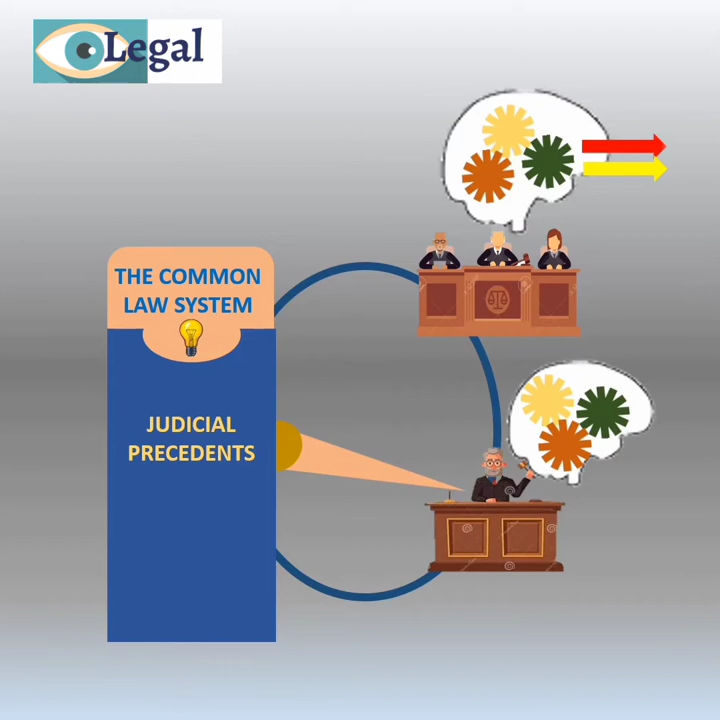 Legal
THE COMMON
LAW SYSTEM
JUDICIAL
PRECEDENTS